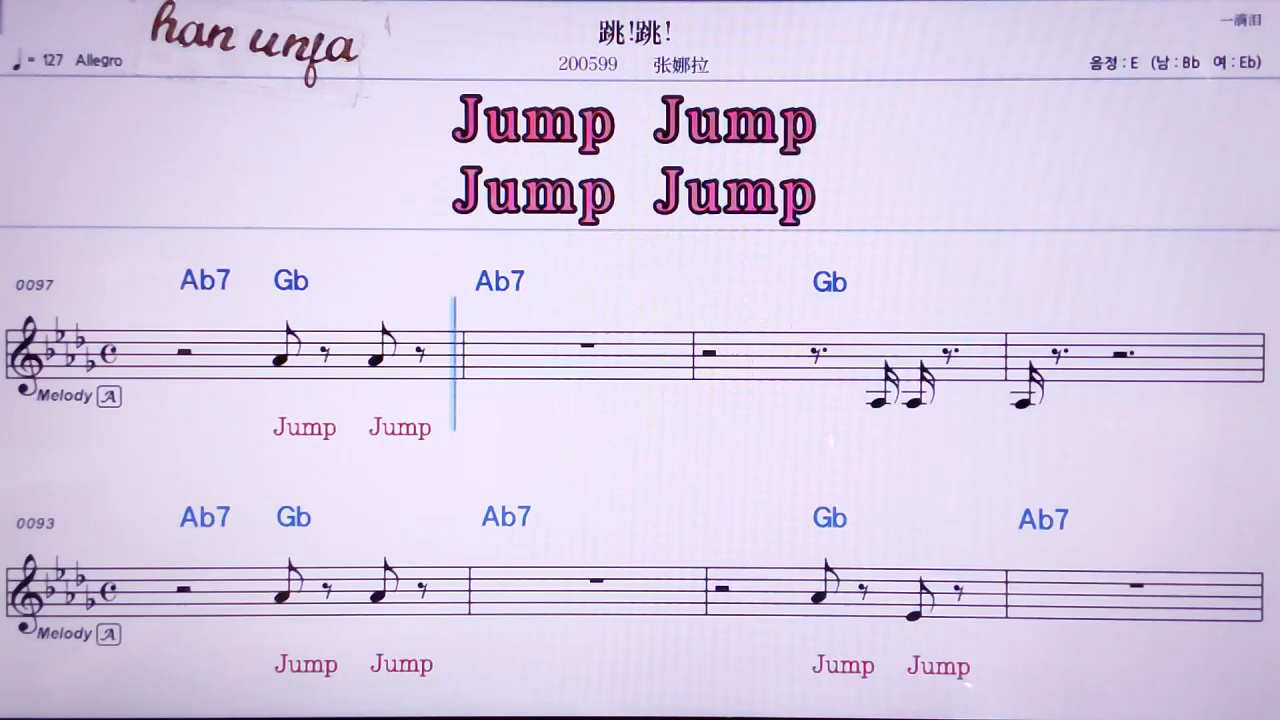 han unfa
一滴泪
跳!跳!
♩= 127 Allegro
200599 张娜拉
음정 : E (남 : Bb 여 : Eb)
Jump Jump
Jump Jump
0097 Ab7 Gb Ab7 Gb
Melody A
Jump Jump
0093 Ab7 Gb Ab7 Gb Ab7
Melody A
Jump Jump Jump Jump